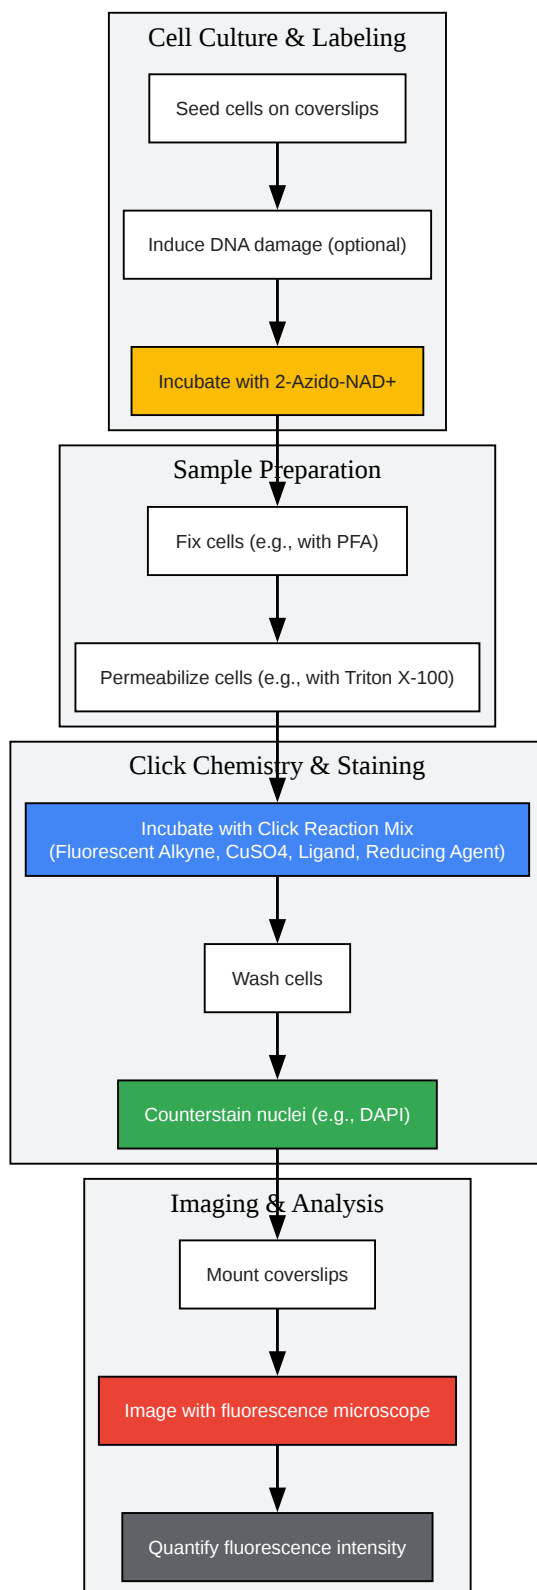 Cell Culture & Labeling
Seed cells on coverslips
Induce DNA damage (optional)
Incubate with 2-Azido-NAD+
Sample Preparation
Fix cells (e.g., with PFA)
Permeabilize cells (e.g., with Triton X-100)
Click Chemistry & Staining
Incubate with Click Reaction Mix
(Fluorescent Alkyne, CuSO4, Ligand, Reducing Agent)
Wash cells
Counterstain nuclei (e.g., DAPI)
Imaging & Analysis
Mount coverslips
Image with fluorescence microscope
Quantify fluorescence intensity